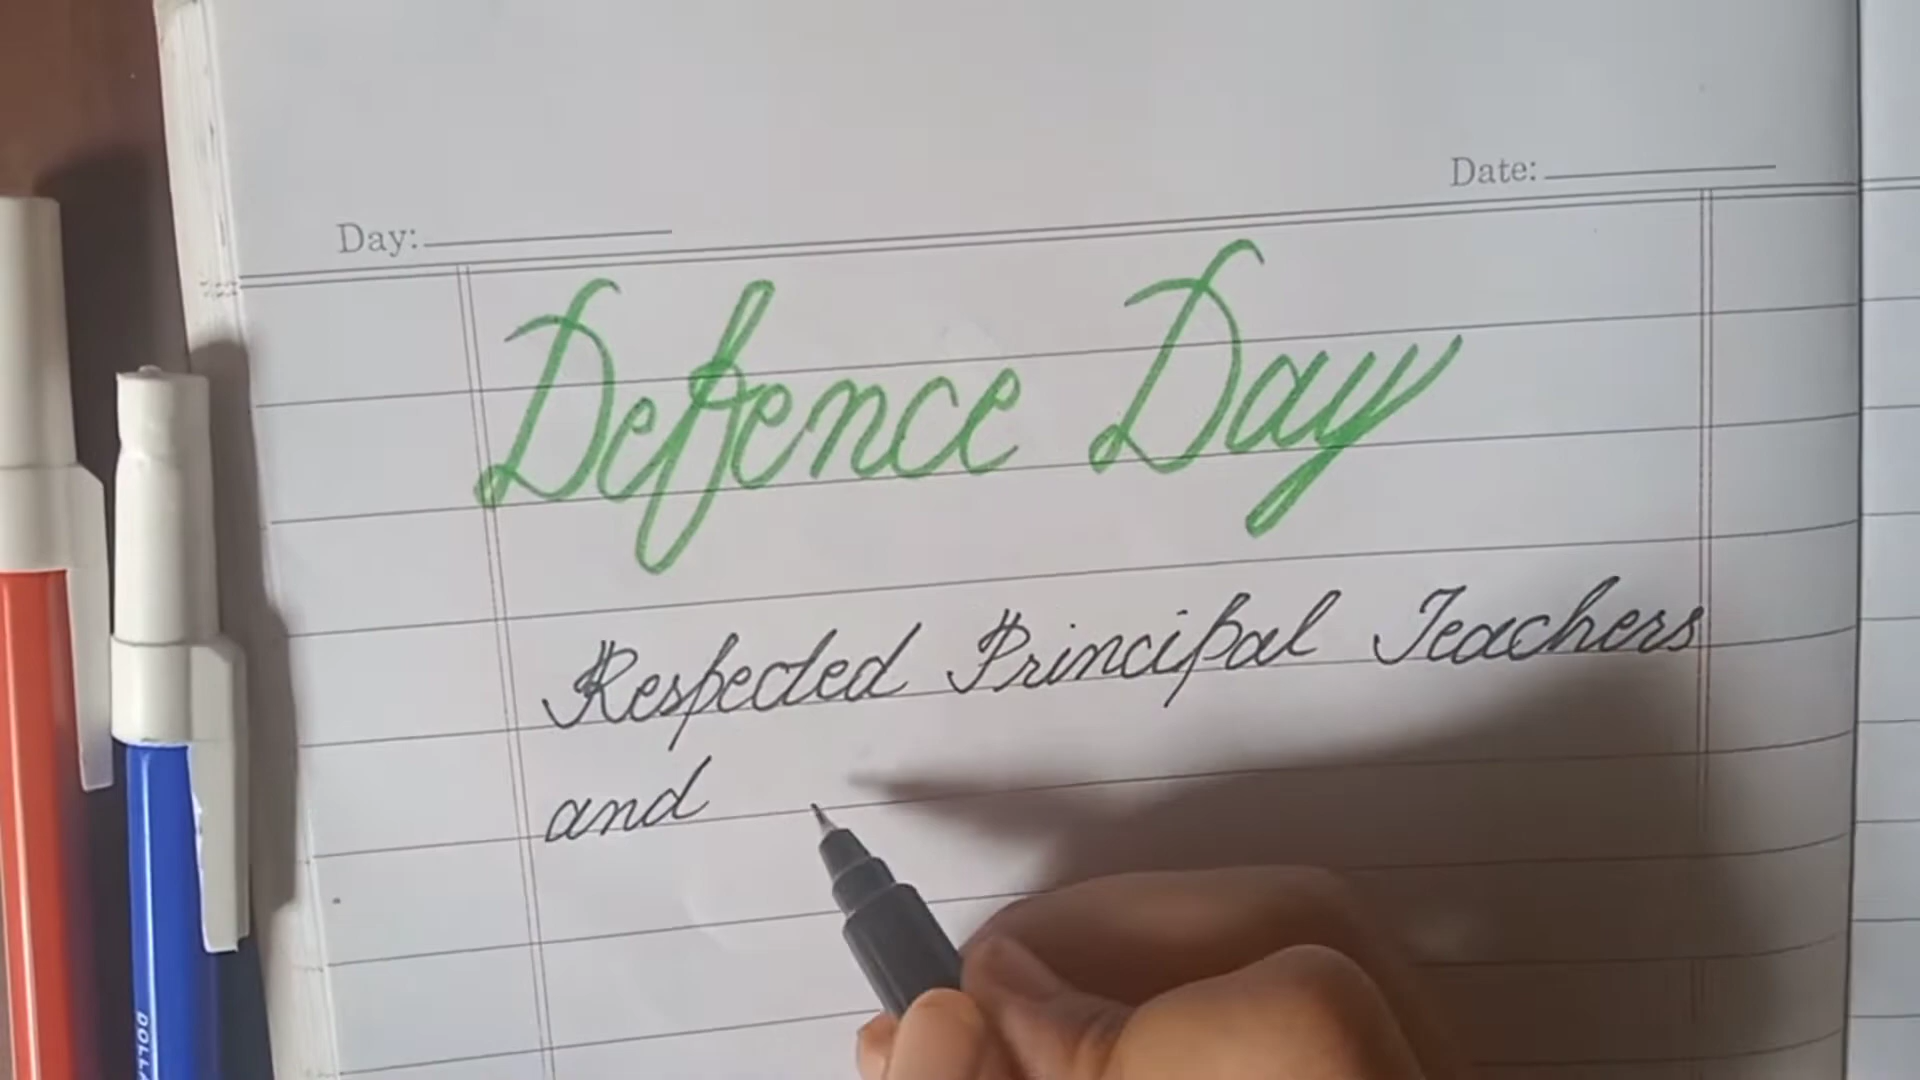 Date:
Day:
Defence Day
Respected Principal Teachers
and